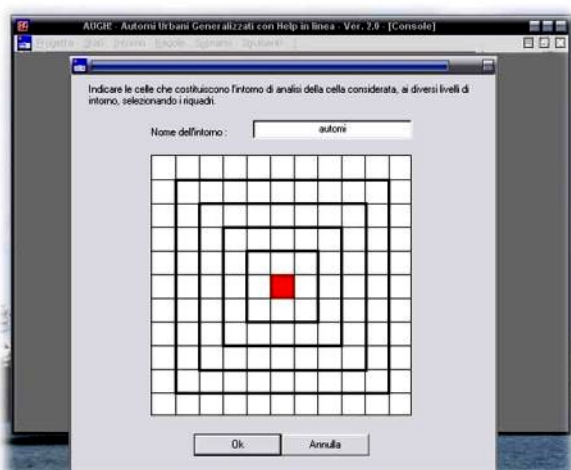 AUGH! - Automi Urbani Generalizzati con Help in linea - Ver. 2.0 - [Console]
Progetto Stati Intorno Regole Scenario Strumenti ?
Indicare le celle che costituiscono l'intorno di analisi della cella considerata, ai diversi livelli di
intorno, selezionando i riquadri.
Nome dell'intorno : automi
Ok Annulla